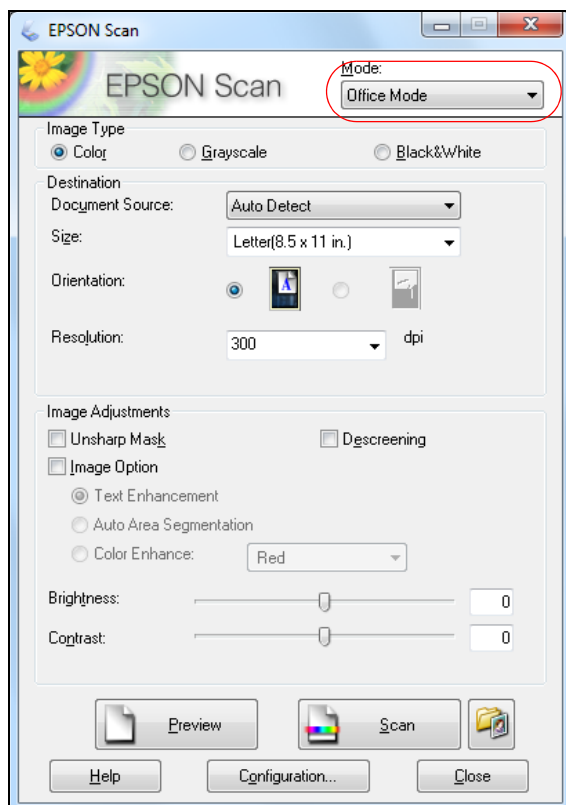 EPSON Scan
EPSON Scan
Mode:
Office Mode
Image Type
Color Grayscale Black&White
Destination
Document Source: Auto Detect
Size: Letter(8.5 x 11 in.)
Orientation: A
Resolution: 300 dpi
Image Adjustments
Unsharp Mask Descreening
Image Option
Text Enhancement
Auto Area Segmentation
Color Enhance: Red
Brightness: 0
Contrast: 0
Preview Scan
Help Configuration... Close